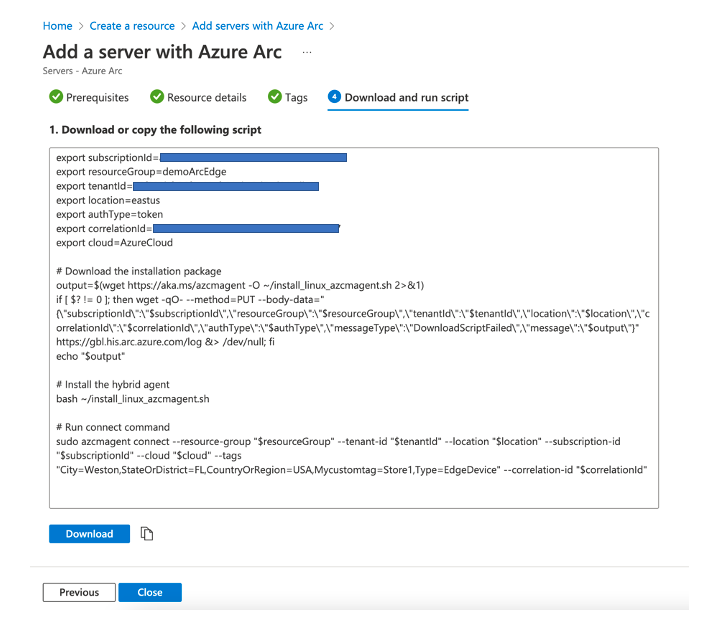 Home > Create a resource > Add servers with Azure Arc >
Add a server with Azure Arc ...
Servers - Azure Arc
Prerequisites Resource details Tags 4 Download and run script
1. Download or copy the following script
export subscriptionId=
export resourceGroup=demoArcEdge
export tenantId=
export location=eastus
export authType=token
export correlationId=
export cloud=AzureCloud
# Download the installation package
output=$(wget https://aka.ms/azcmagent -O ~/install_linux_azcmagent.sh 2>&1)
if [ $? != 0 ]; then wget -qO- --method=PUT --body-data="
{\"subscriptionId\":\"$subscriptionId\",\"resourceGroup\":\"$resourceGroup\",\"tenantId\":\"$tenantId\",\"location\":\"$location\",\"c
orrelationId\":\"$correlationId\",\"authType\":\"$authType\",\"messageType\":\"DownloadScriptFailed\",\"message\":\"$output\"}"
https://gbl.his.arc.azure.com/log &> /dev/null; fi
echo "$output"
# Install the hybrid agent
bash ~/install_linux_azcmagent.sh
# Run connect command
sudo azcmagent connect --resource-group "$resourceGroup" --tenant-id "$tenantId" --location "$location" --subscription-id
"$subscriptionId" --cloud "$cloud" --tags
"City=Weston,StateOrDistrict=FL,CountryOrRegion=USA,Mycustomtag=Store1,Type=EdgeDevice" --correlation-id "$correlationId"
Download
Previous Close